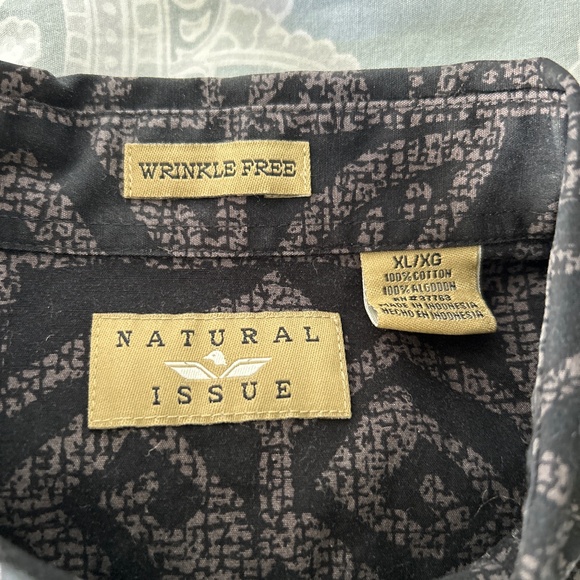 WRINKLE FREE
XL/XG
100% COTTON
100% ALGODON
RN# 37763
MADE IN INDONESIA
HECHO EN INDONESIA
NATURAL
ISSUE